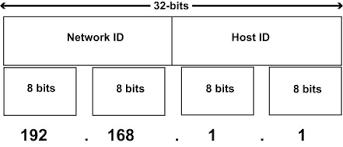 32-bits
Network ID Host ID
8 bits 8 bits 8 bits 8 bits
192 . 168 . 1 . 1